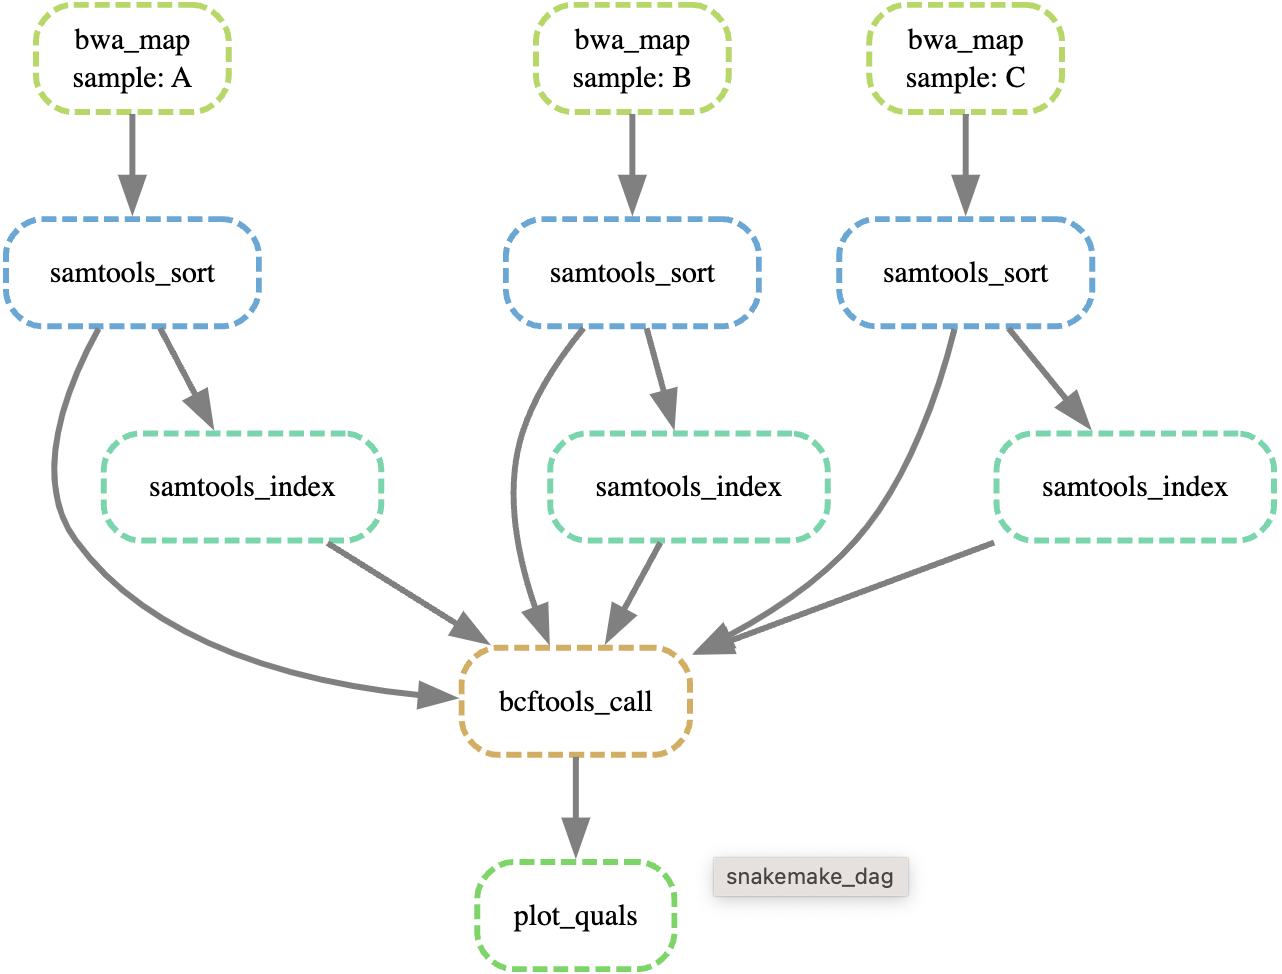 bwa_map
sample: A
bwa_map
sample: B
bwa_map
sample: C
samtools_sort
samtools_sort
samtools_sort
samtools_index
samtools_index
samtools_index
bcftools_call
snakemake_dag
plot_quals